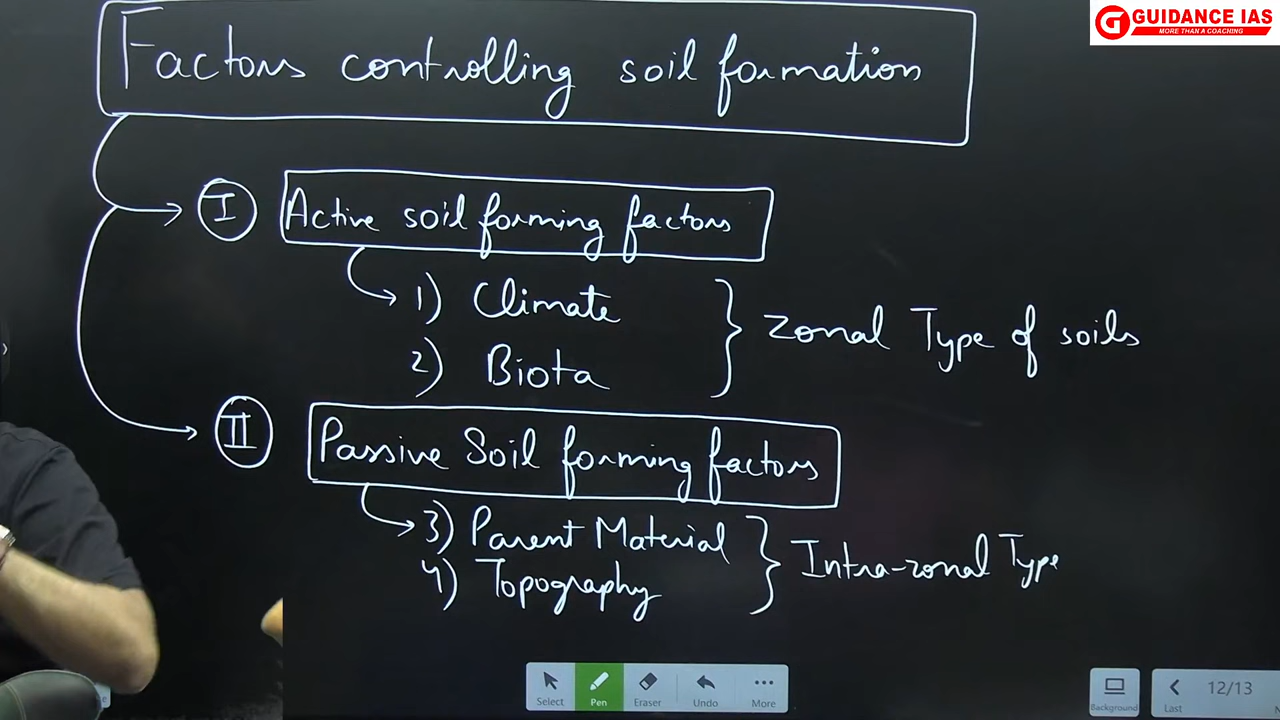 GUIDANCE IAS
MORE THAN A COACHING
Factors controlling soil formation
I Active soil forming factors
1) Climate
2) Biota
Zonal Type of soils
II Passive Soil forming factors
3) Parent Material
4) Topography
Intra-zonal Type
Select
Pen
Eraser
Undo
More
Background
Last
12/13